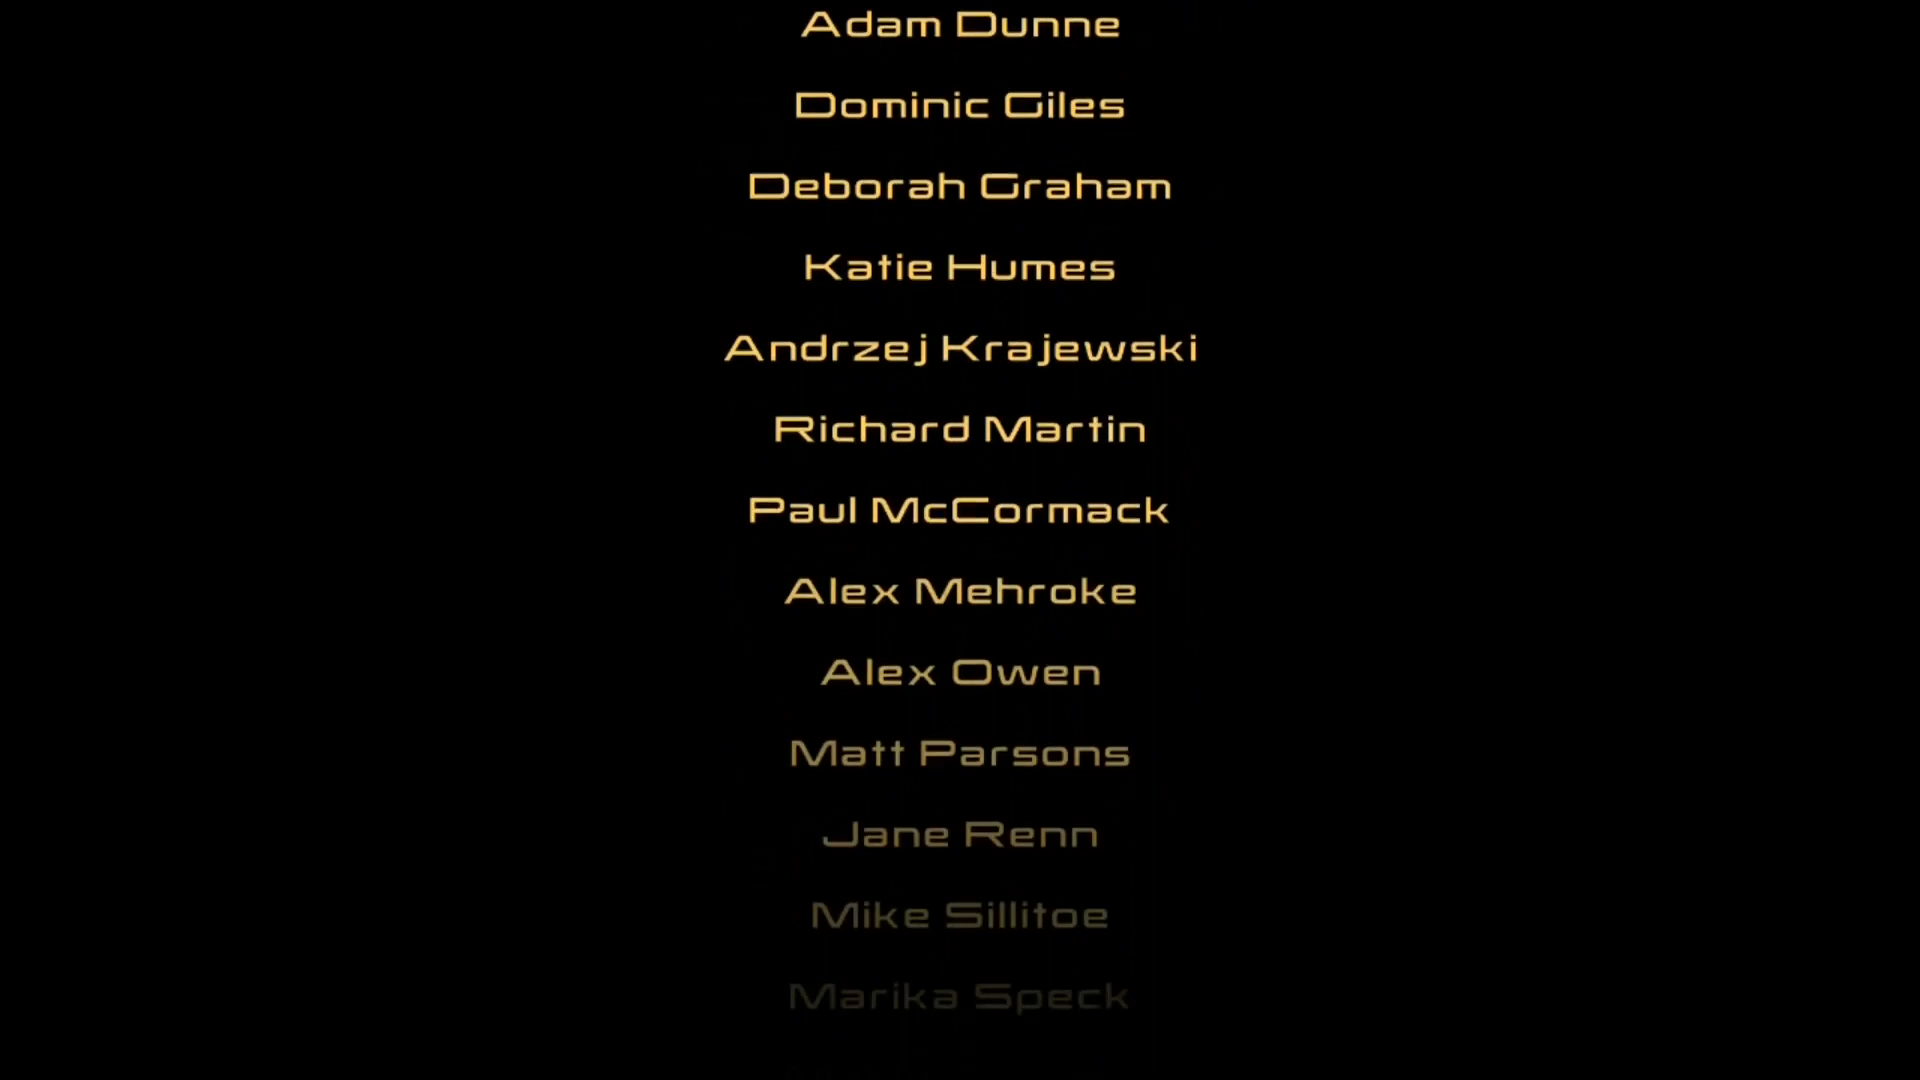 Adam Dunne
Dominic Giles
Deborah Graham
Katie Humes
Andrzej Krajewski
Richard Martin
Paul McCormack
Alex Mehroke
Alex Owen
Matt Parsons
Jane Renn
Mike Sillitoe
Marika Speck